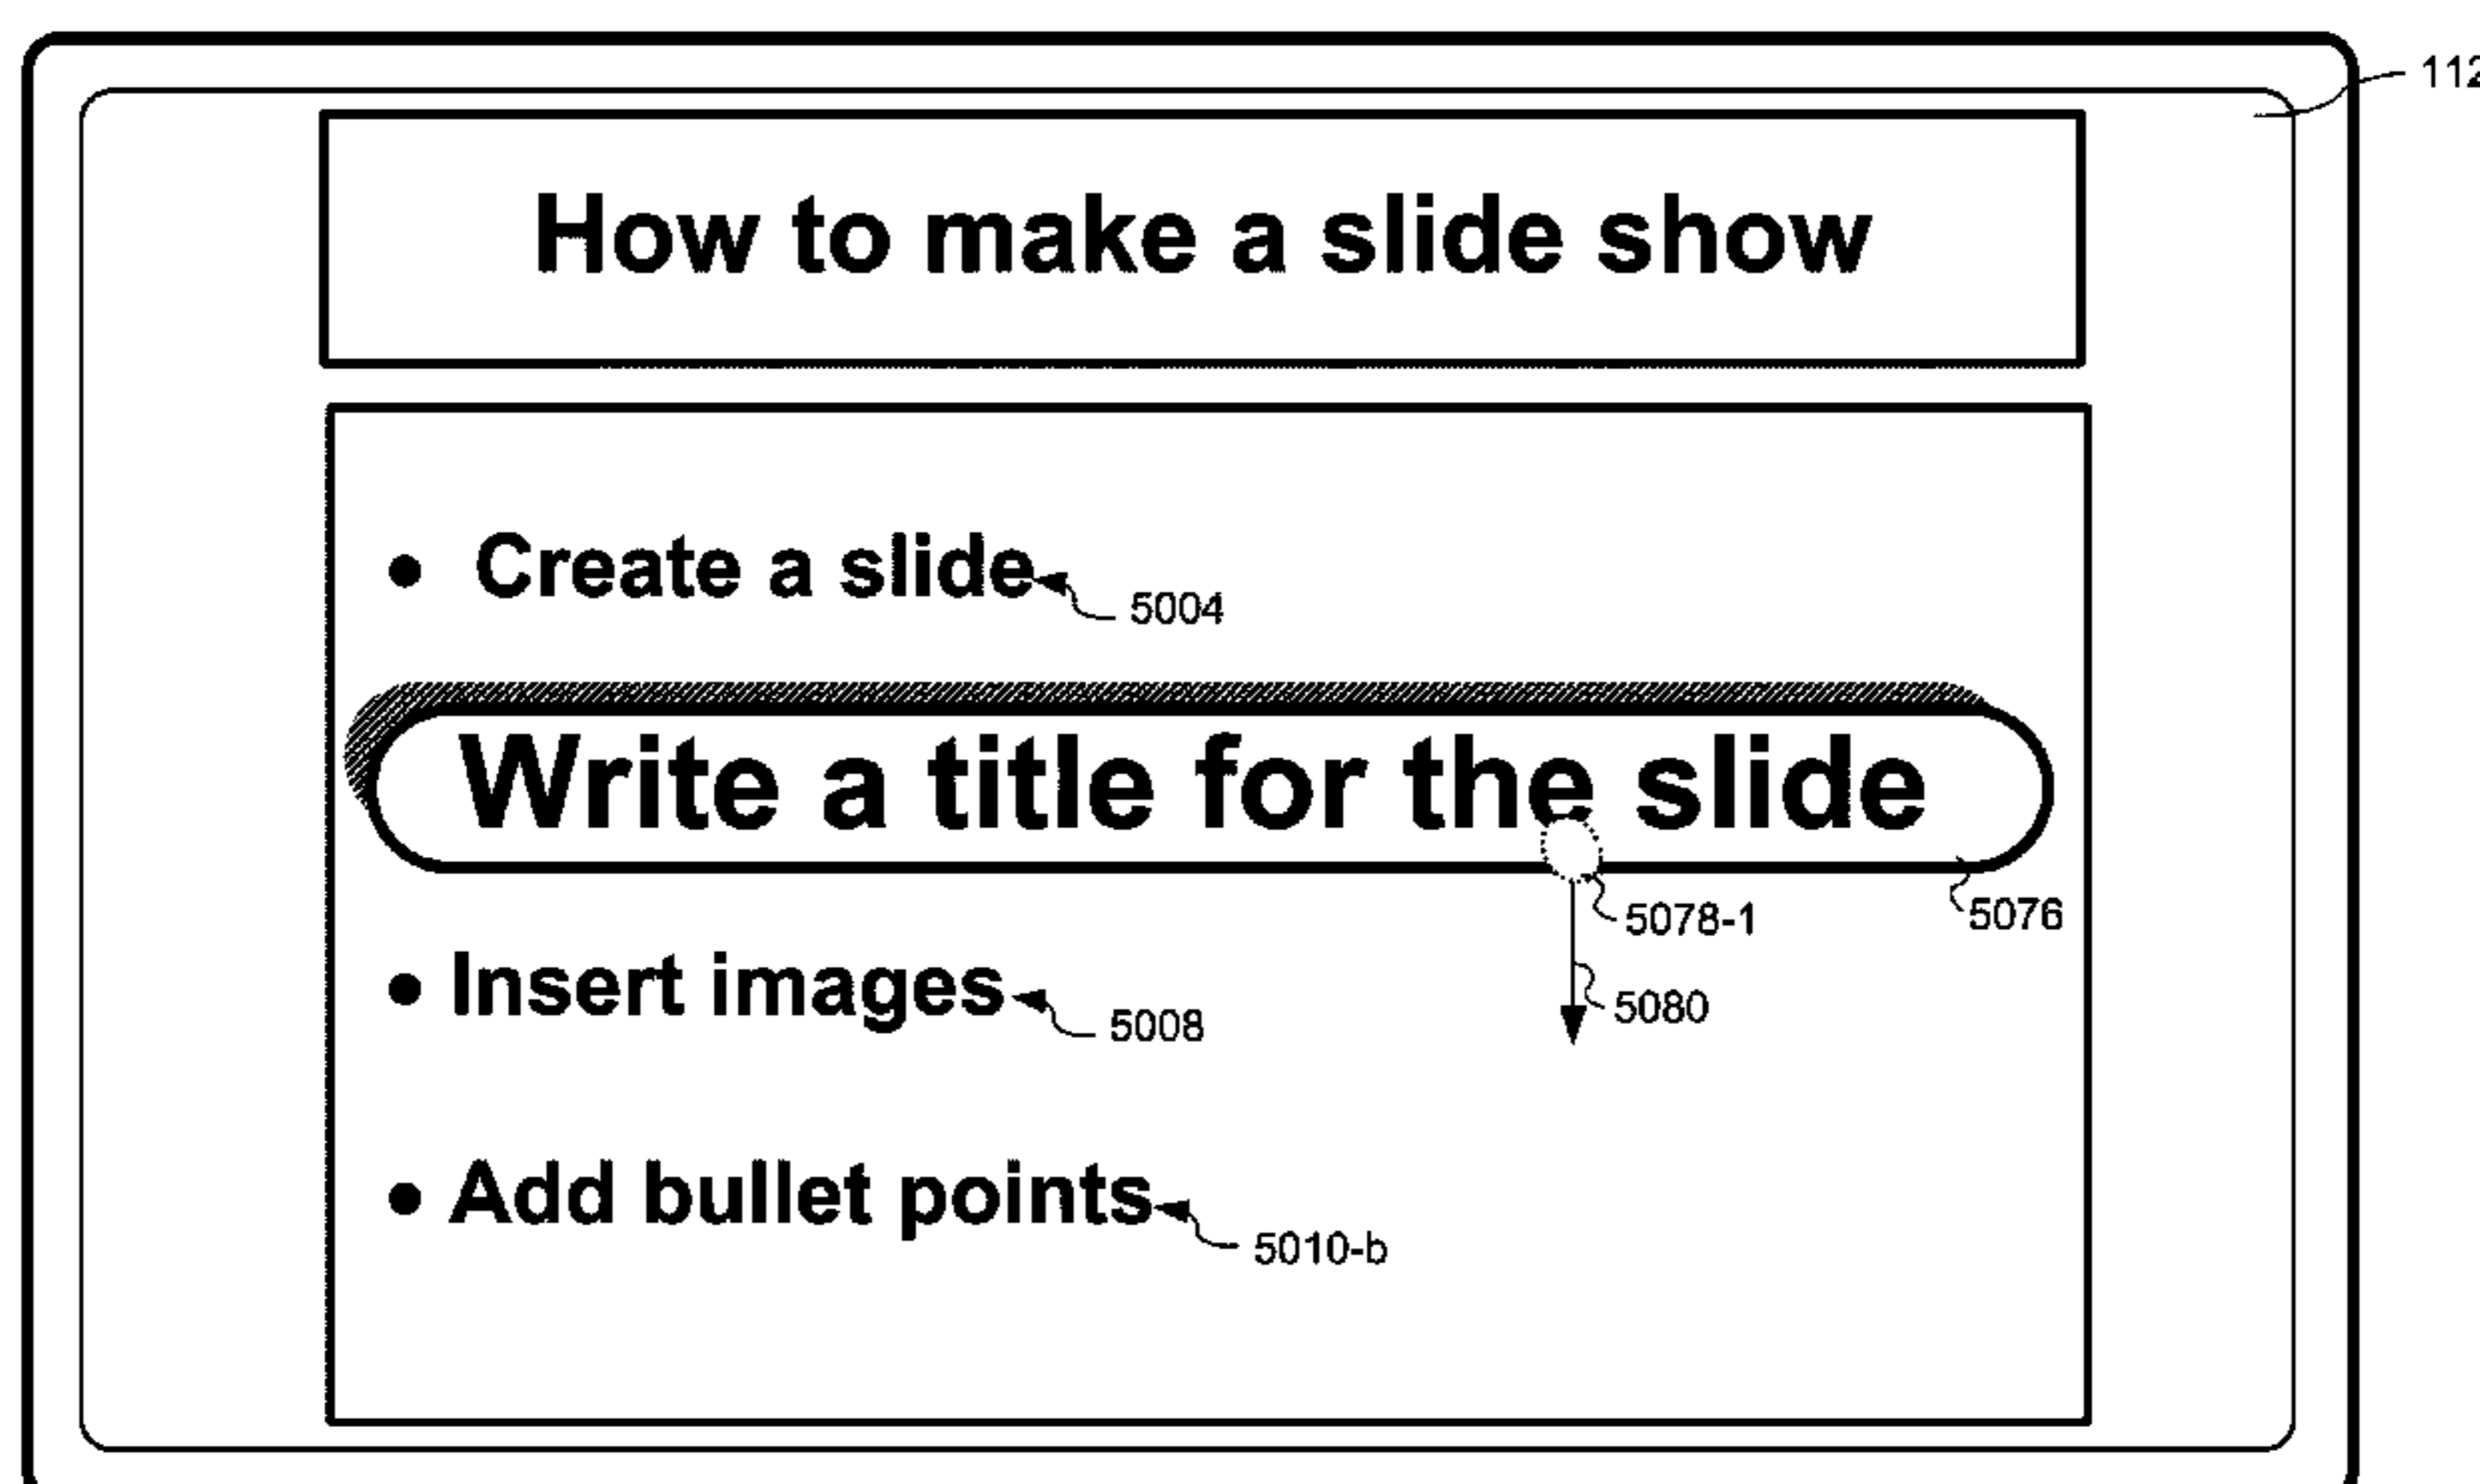 112
How to make a slide show
• Create a slide
5004
Write a title for the slide
5078-1
5076
• Insert images
5008
5080
• Add bullet points
5010-b